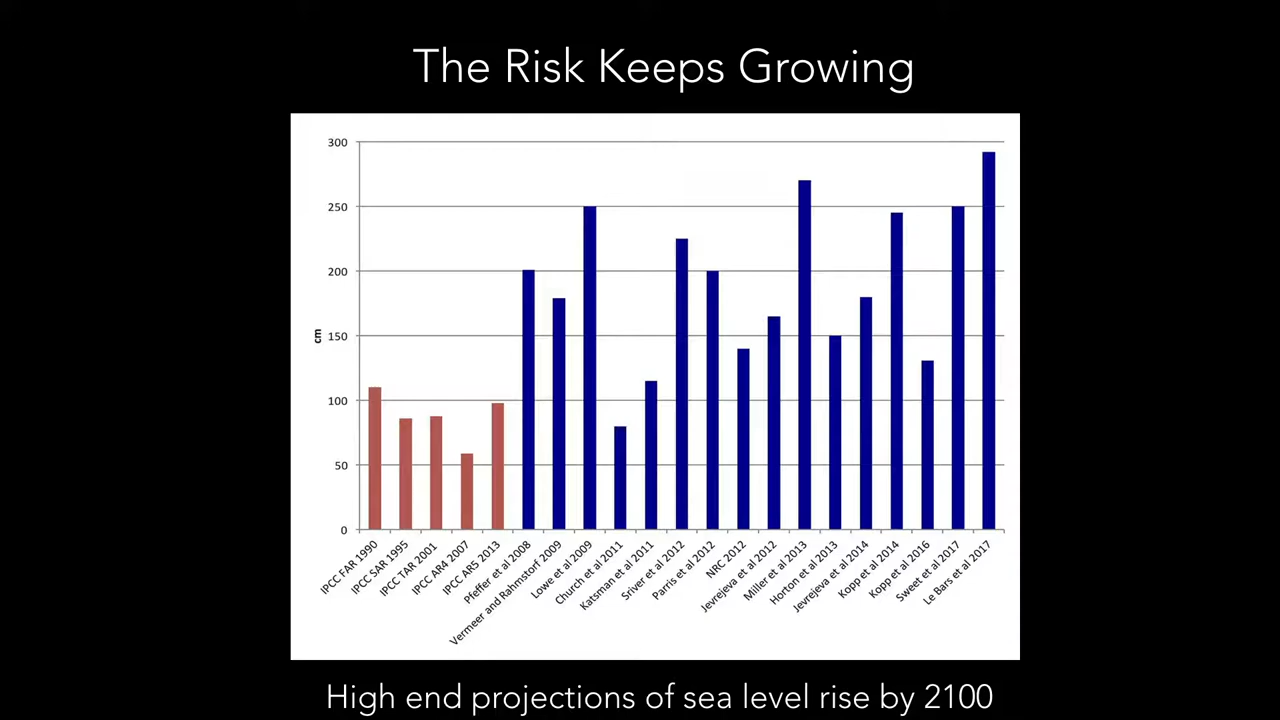 The Risk Keeps Growing
300
250
200
150
100
50
0
cm
IPCC FAR 1990
IPCC SAR 1995
IPCC TAR 2001
IPCC AR4 2007
IPCC AR5 2013
Pfeffer et al 2008
Vermeer and Rahmstorf 2009
Lowe et al 2009
Church et al 2011
Katsman et al 2011
Sriver et al 2012
Parris et al 2012
NRC 2012
Jevrejeva et al 2012
Miller et al 2013
Horton et al 2013
Jevrejeva et al 2014
Kopp et al 2014
Kopp et al 2016
Sweet et al 2017
Le Bars et al 2017
High end projections of sea level rise by 2100